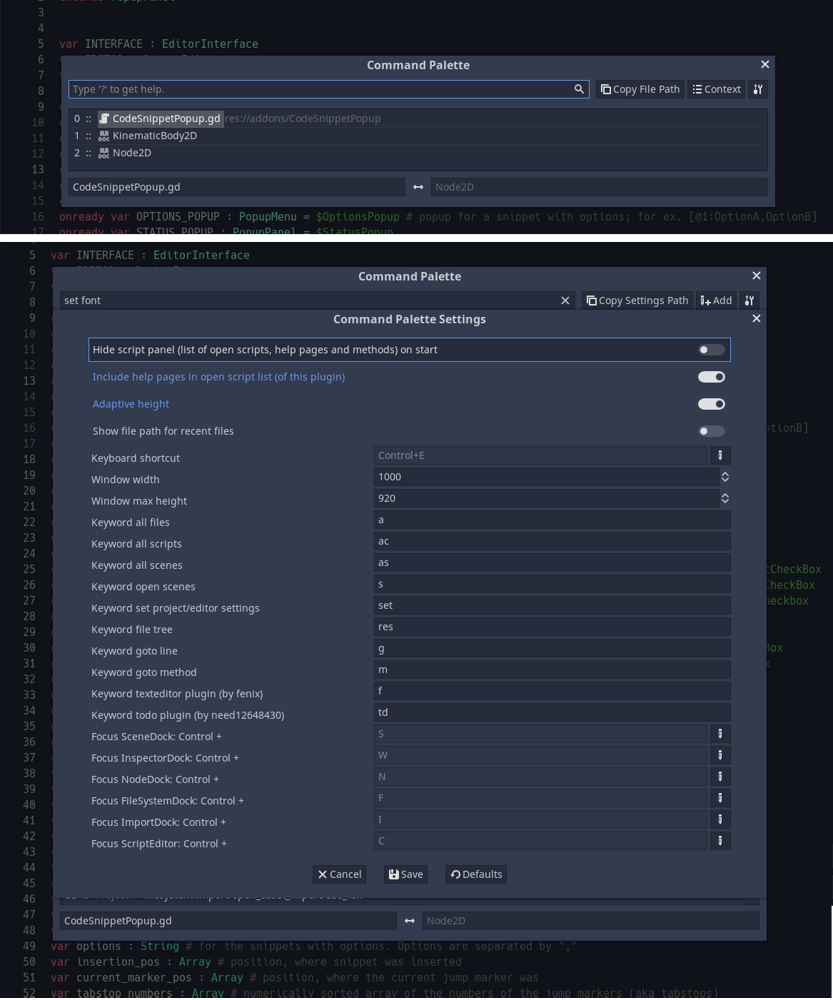 3
4
5 var INTERFACE : EditorInterface
6
7
8
9
10
11
12
13
14
15
Command Palette
Type '?' to get help.
Copy File Path
Context
0 :: CodeSnippetPopup.gd res://addons/CodeSnippetPopup
1 :: KinematicBody2D
2 :: Node2D
CodeSnippetPopup.gd
Node2D
16 onready var OPTIONS_POPUP : PopupMenu = $OptionsPopup # popup for a snippet with options; for ex. [@1:OptionA,OptionB]
17 onready var STATUS_POPUP : PopupPanel = $StatusPopup
5 var INTERFACE : EditorInterface
6
7
8
9
10
11
12
13
14
15
16
17
18
19
20
21
22
23
24
25
26
27
28
29
30
31
32
33
34
35
36
37
38
39
40
41
42
43
44
45
46
47
48
Command Palette
set font
Copy Settings Path
Add
Command Palette Settings
Hide script panel (list of open scripts, help pages and methods) on start
Include help pages in open script list (of this plugin)
Adaptive height
Show file path for recent files
Keyboard shortcut Control+E
Window width 1000
Window max height 920
Keyword all files a
Keyword all scripts ac
Keyword all scenes as
Keyword open scenes s
Keyword set project/editor settings set
Keyword file tree res
Keyword goto line g
Keyword goto method m
Keyword texteditor plugin (by fenix) f
Keyword todo plugin (by need12648430) td
Focus SceneDock: Control + S
Focus InspectorDock: Control + W
Focus NodeDock: Control + N
Focus FileSystemDock: Control + F
Focus ImportDock: Control + I
Focus ScriptEditor: Control + C
Cancel
Save
Defaults
CodeSnippetPopup.gd
Node2D
49 var options : String # for the snippets with options. Options are separated by ","
50 var insertion_pos : Array # position, where snippet was inserted
51 var current_marker_pos : Array # position, where the current jump marker was
52 var tabstop_numbers : Array # numerically sorted array of the numbers of the jump markers (aka tabstops)